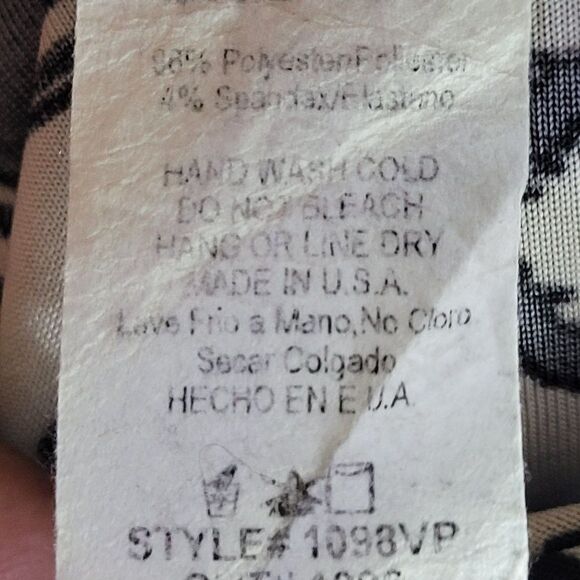 96% Polyester/Poliester
4% Spandex/Elastano
HAND WASH COLD
DO NOT BLEACH
HANG OR LINE DRY
MADE IN U.S.A.
Lave Frio a Mano,No Cloro
Secar Colgado
HECHO EN E.U.A.
STYLE# 1098VP